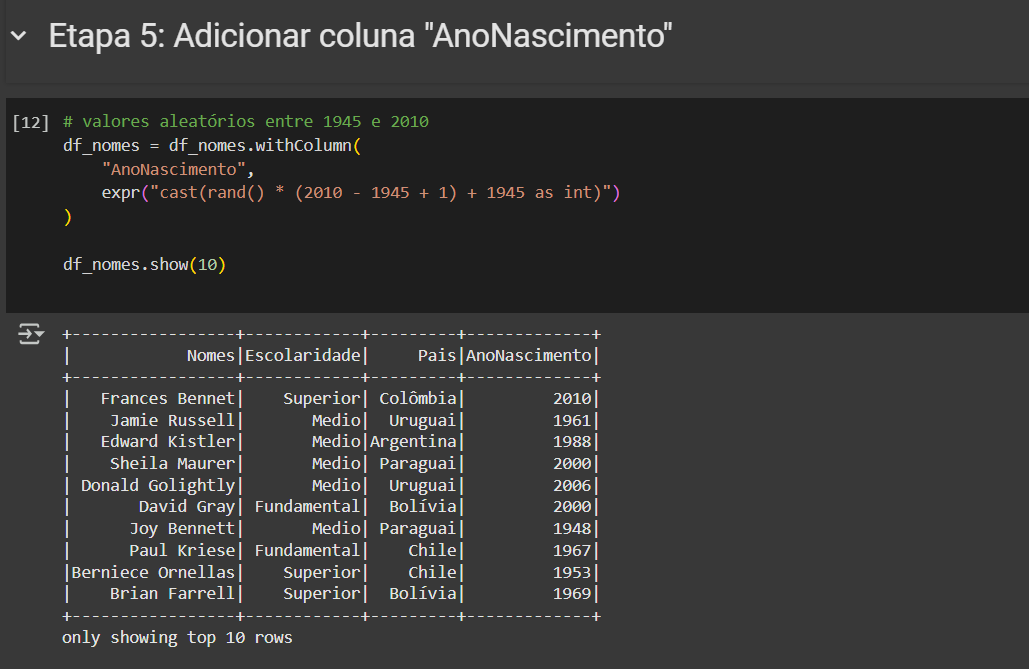 Etapa 5: Adicionar coluna "AnoNascimento"
[12] # valores aleatórios entre 1945 e 2010
df_nomes = df_nomes.withColumn(
    "AnoNascimento",
    expr("cast(rand() * (2010 - 1945 + 1) + 1945 as int)")
)
df_nomes.show(10)
+-----------------+------------+---------+-------------+
|            Nomes|Escolaridade|     Pais|AnoNascimento|
+-----------------+------------+---------+-------------+
|   Frances Bennet|    Superior| Colômbia|         2010|
|    Jamie Russell|       Medio|  Uruguai|         1961|
|   Edward Kistler|       Medio|Argentina|         1988|
|    Sheila Maurer|       Medio| Paraguai|         2000|
| Donald Golightly|       Medio|  Uruguai|         2006|
|       David Gray| Fundamental|  Bolívia|         2000|
|      Joy Bennett|       Medio| Paraguai|         1948|
|      Paul Kriese| Fundamental|    Chile|         1967|
|Berniece Ornellas|    Superior|    Chile|         1953|
|    Brian Farrell|    Superior|  Bolívia|         1969|
+-----------------+------------+---------+-------------+
only showing top 10 rows